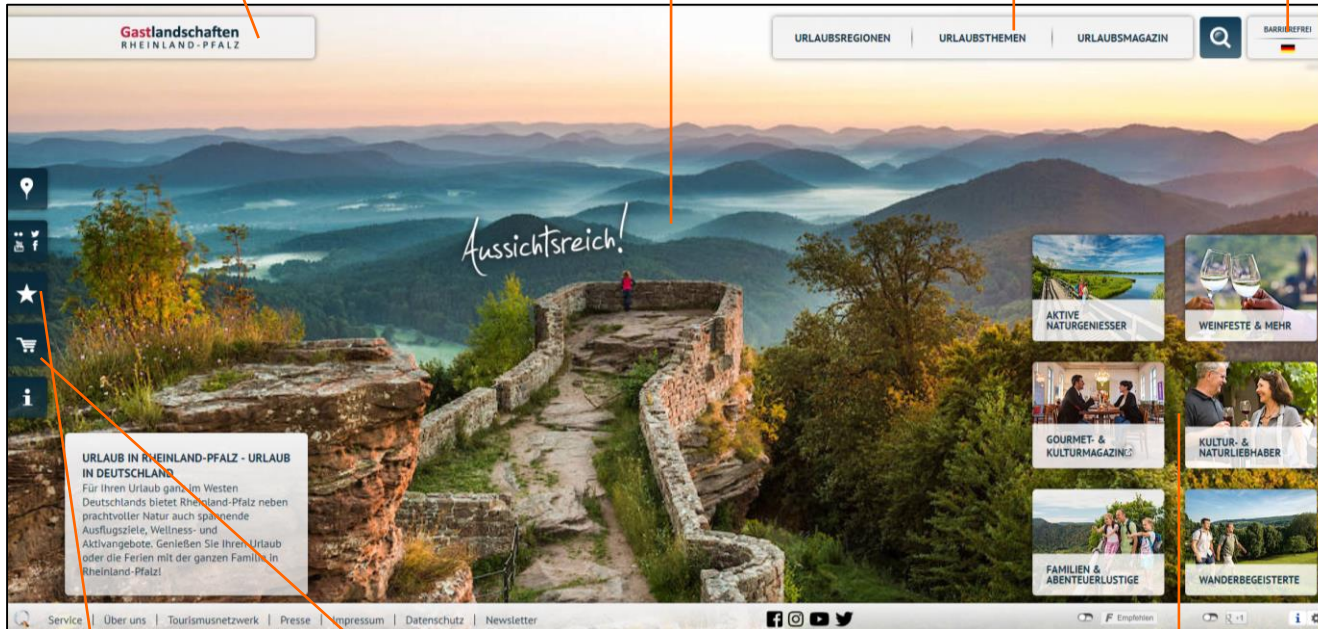 Gastlandschaften
RHEINLAND-PFALZ
URLAUBSREGIONEN
URLAUBSTHEMEN
URLAUBSMAGAZIN
BARRIEREFREI
Aussichtsreich!
AKTIVE
NATURGENIESSER
WEINFESTE & MEHR
GOURMET- &
KULTURMAGAZIN
KULTUR- &
NATURLIEBHABER
FAMILIEN &
ABENTEUERLUSTIGE
WANDERBEGEISTERTE
URLAUB IN RHEINLAND-PFALZ - URLAUB
IN DEUTSCHLAND
Für Ihren Urlaub ganz im Westen
Deutschlands bietet Rheinland-Pfalz neben
prachtvoller Natur auch spannende
Ausflugsziele, Wellness- und
Aktivangebote. Genießen Sie Ihren Urlaub
oder die Ferien mit der ganzen Familie in
Rheinland-Pfalz!
Service | Über uns | Tourismusnetzwerk | Presse | Impressum | Datenschutz | Newsletter
Empfehlen
+1